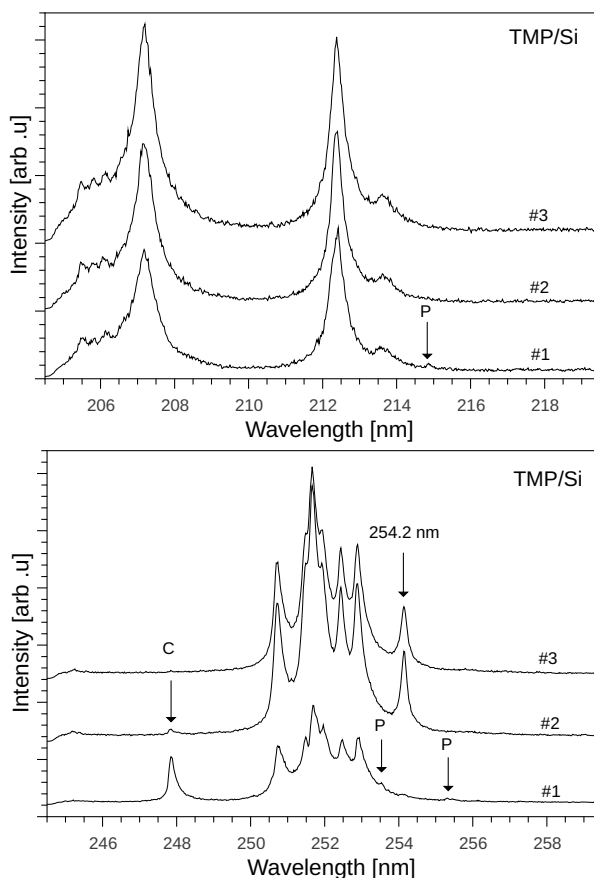 TMP/Si
Intensity [arb .u]
#3
#2
P
#1
206 208 210 212 214 216 218
Wavelength [nm]
TMP/Si
Intensity [arb .u]
254.2 nm
C
#3
P
#2
P
#1
246 248 250 252 254 256 258
Wavelength [nm]